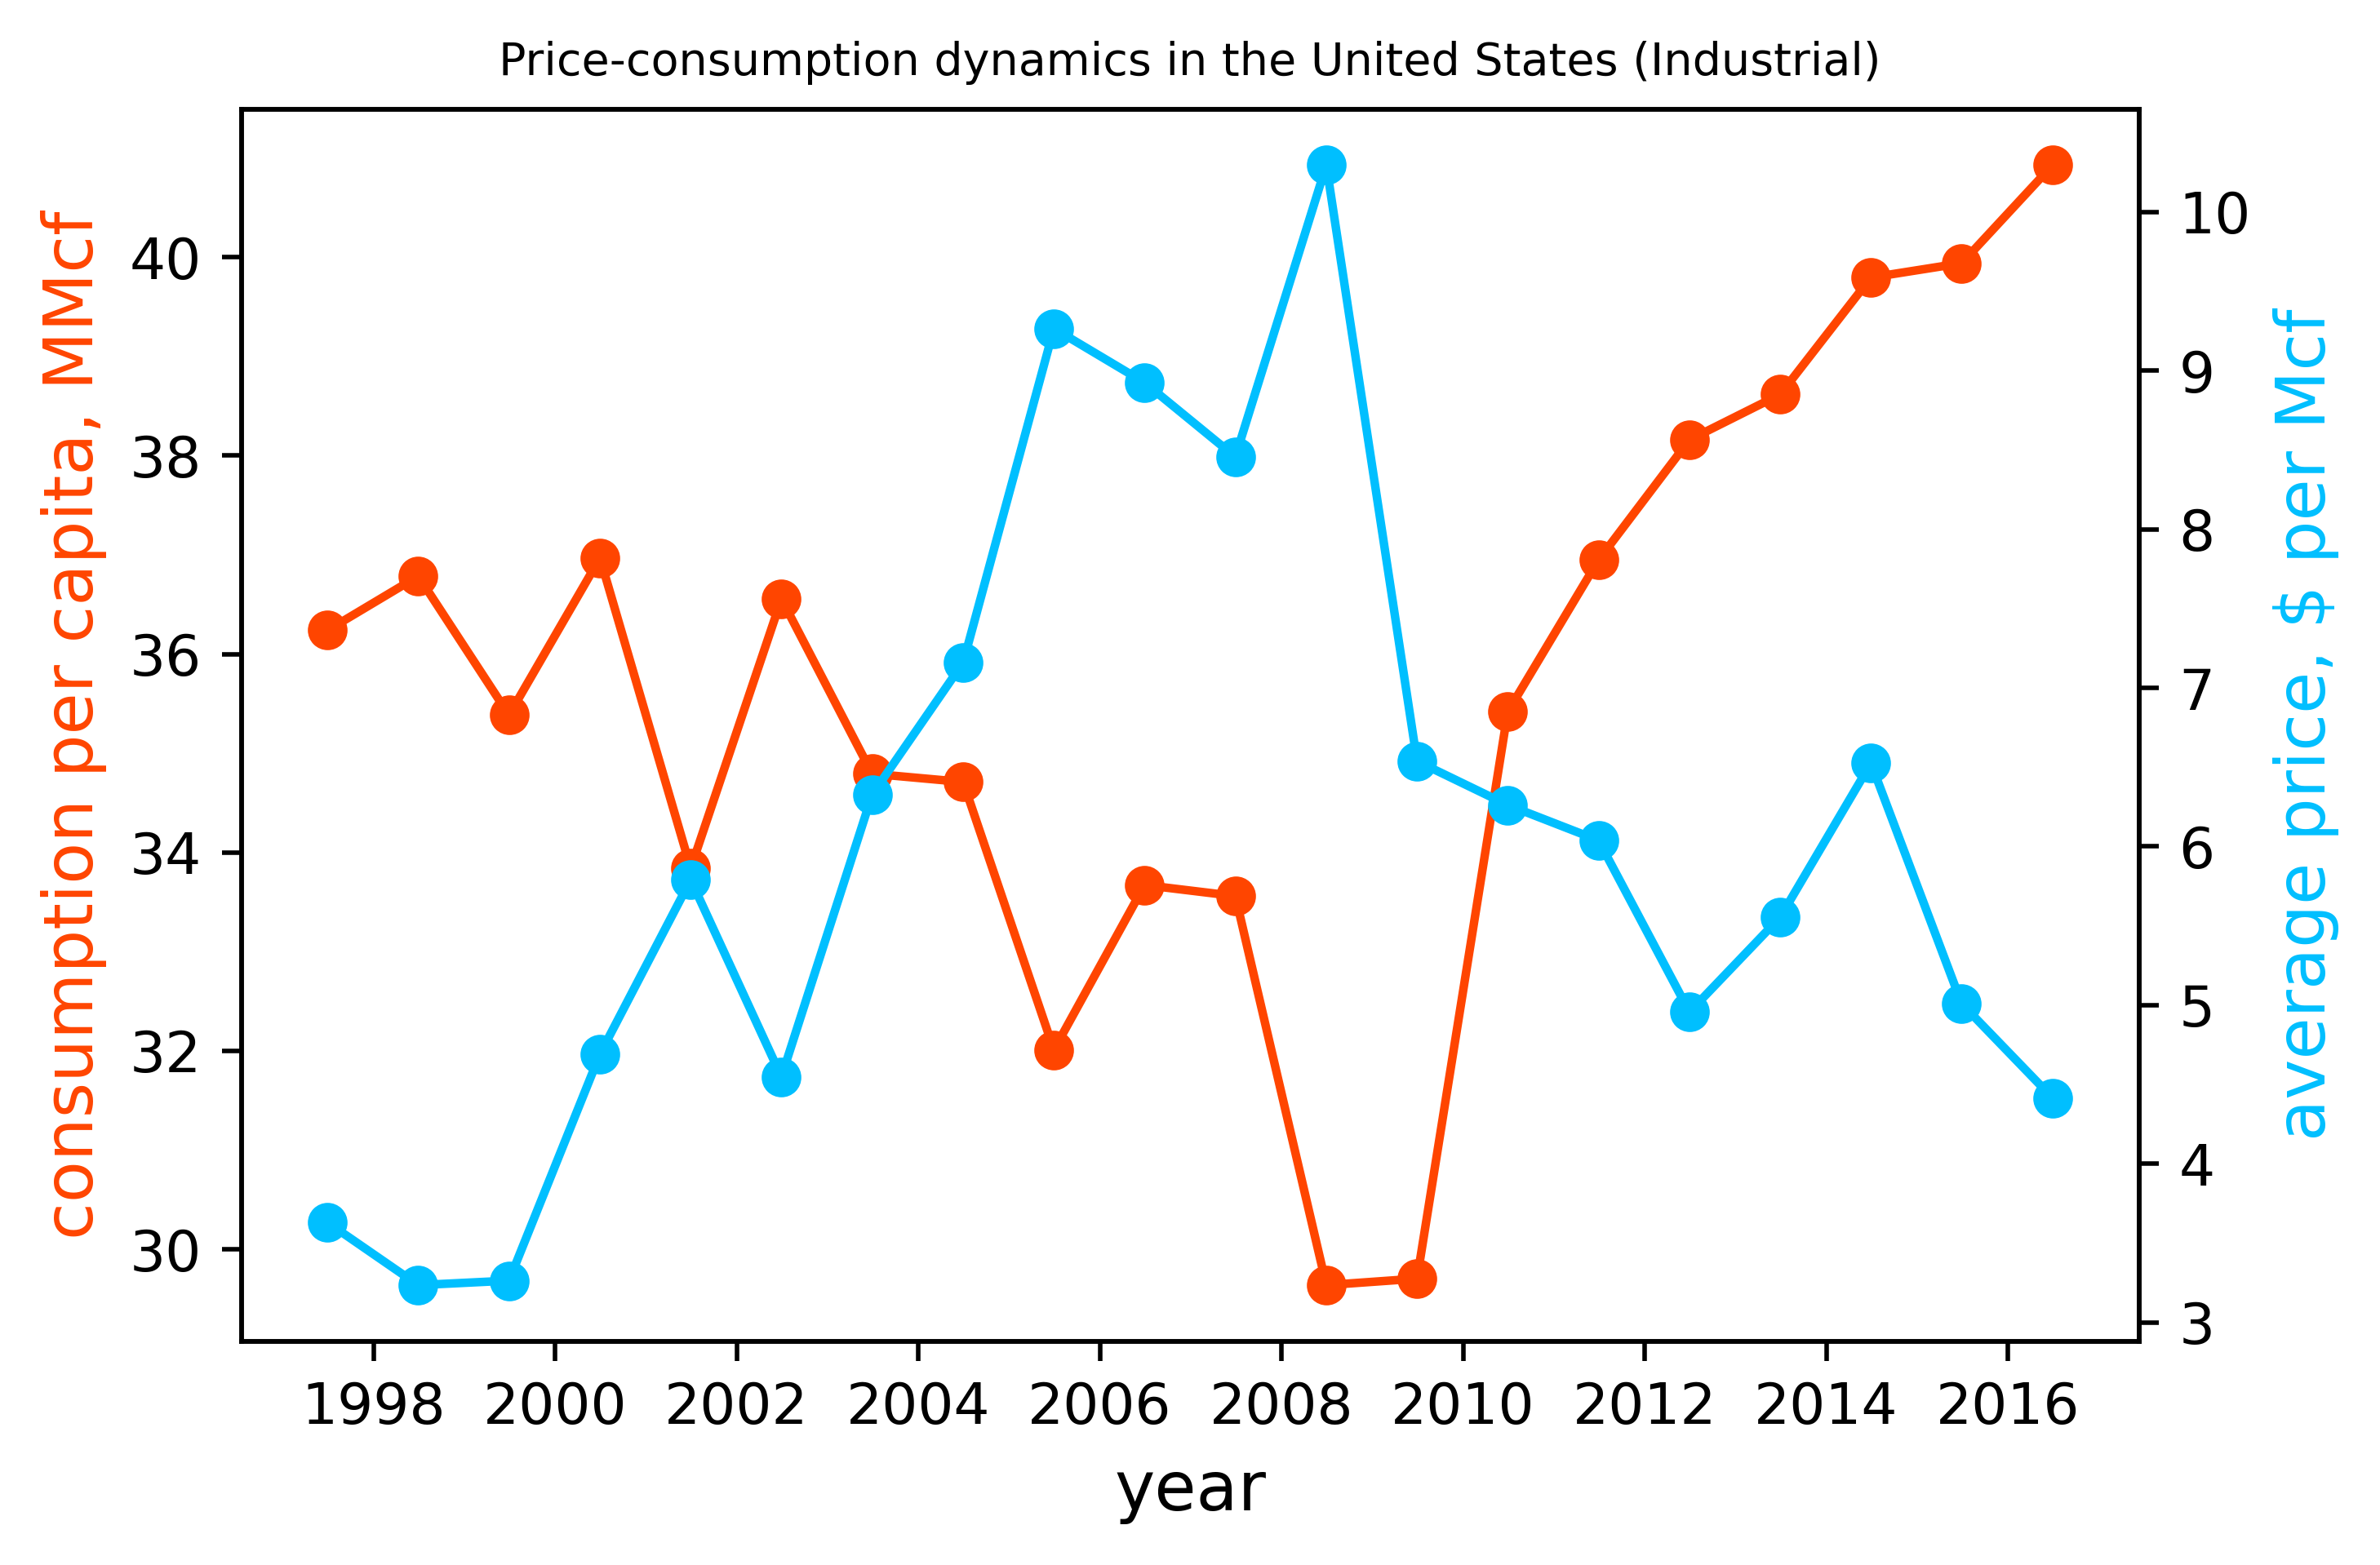 Price-consumption dynamics in the United States (Industrial)
consumption per capita, MMcf
40
38
36
34
32
30
10
9
8
7
6
5
4
3
average price, $ per Mcf
1998 2000 2002 2004 2006 2008 2010 2012 2014 2016
year